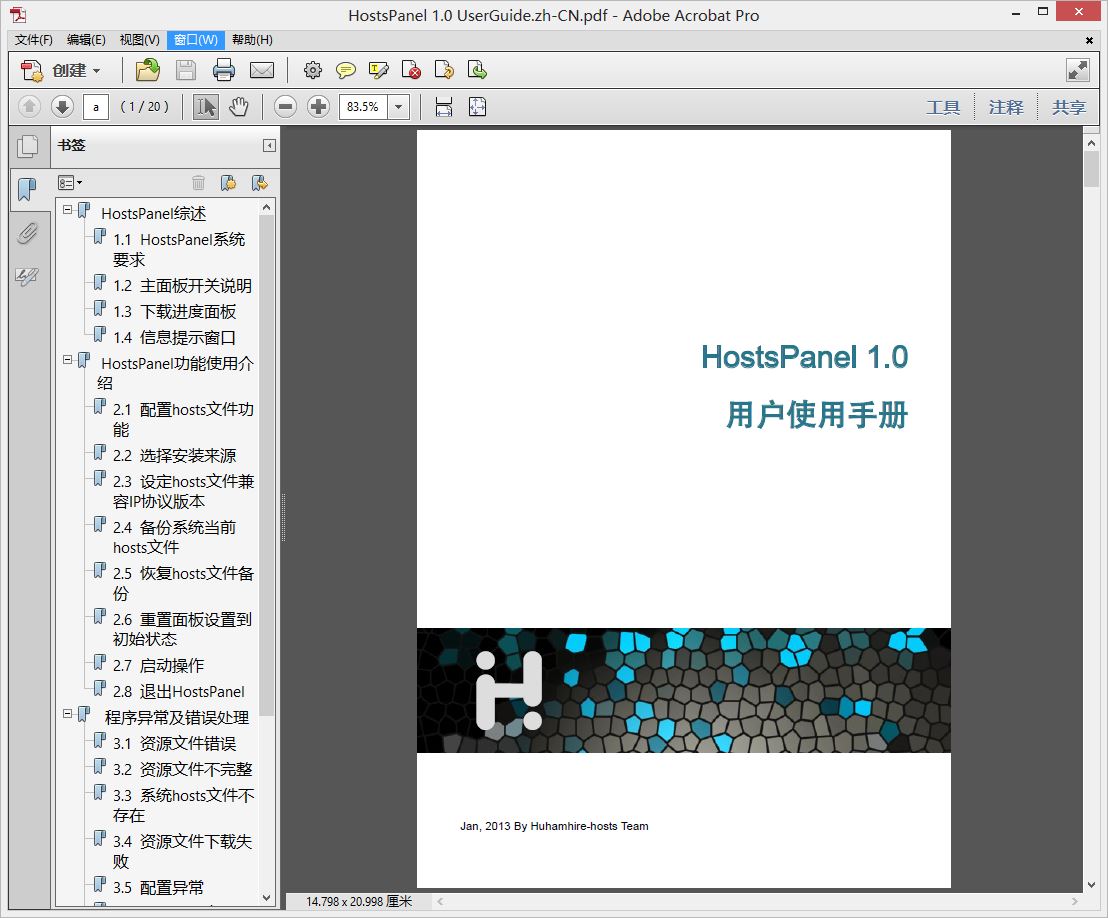 HostsPanel 1.0 UserGuide.zh-CN.pdf - Adobe Acrobat Pro
文件(F) 编辑(E) 视图(V) 窗口(W) 帮助(H)
创建
a
( 1 / 20 )
83.5%
工具 注释 共享
书签
HostsPanel综述
1.1 HostsPanel系统
要求
1.2 主面板开关说明
1.3 下载进度面板
1.4 信息提示窗口
HostsPanel功能使用介
绍
2.1 配置hosts文件功
能
2.2 选择安装来源
2.3 设定hosts文件兼
容IP协议版本
2.4 备份系统当前
hosts文件
2.5 恢复hosts文件备
份
2.6 重置面板设置到
初始状态
2.7 启动操作
2.8 退出HostsPanel
程序异常及错误处理
3.1 资源文件错误
3.2 资源文件不完整
3.3 系统hosts文件不
存在
3.4 资源文件下载失
败
3.5 配置异常
HostsPanel 1.0
用户使用手册
Jan, 2013 By Huhamhire-hosts Team
14.798 x 20.998 厘米